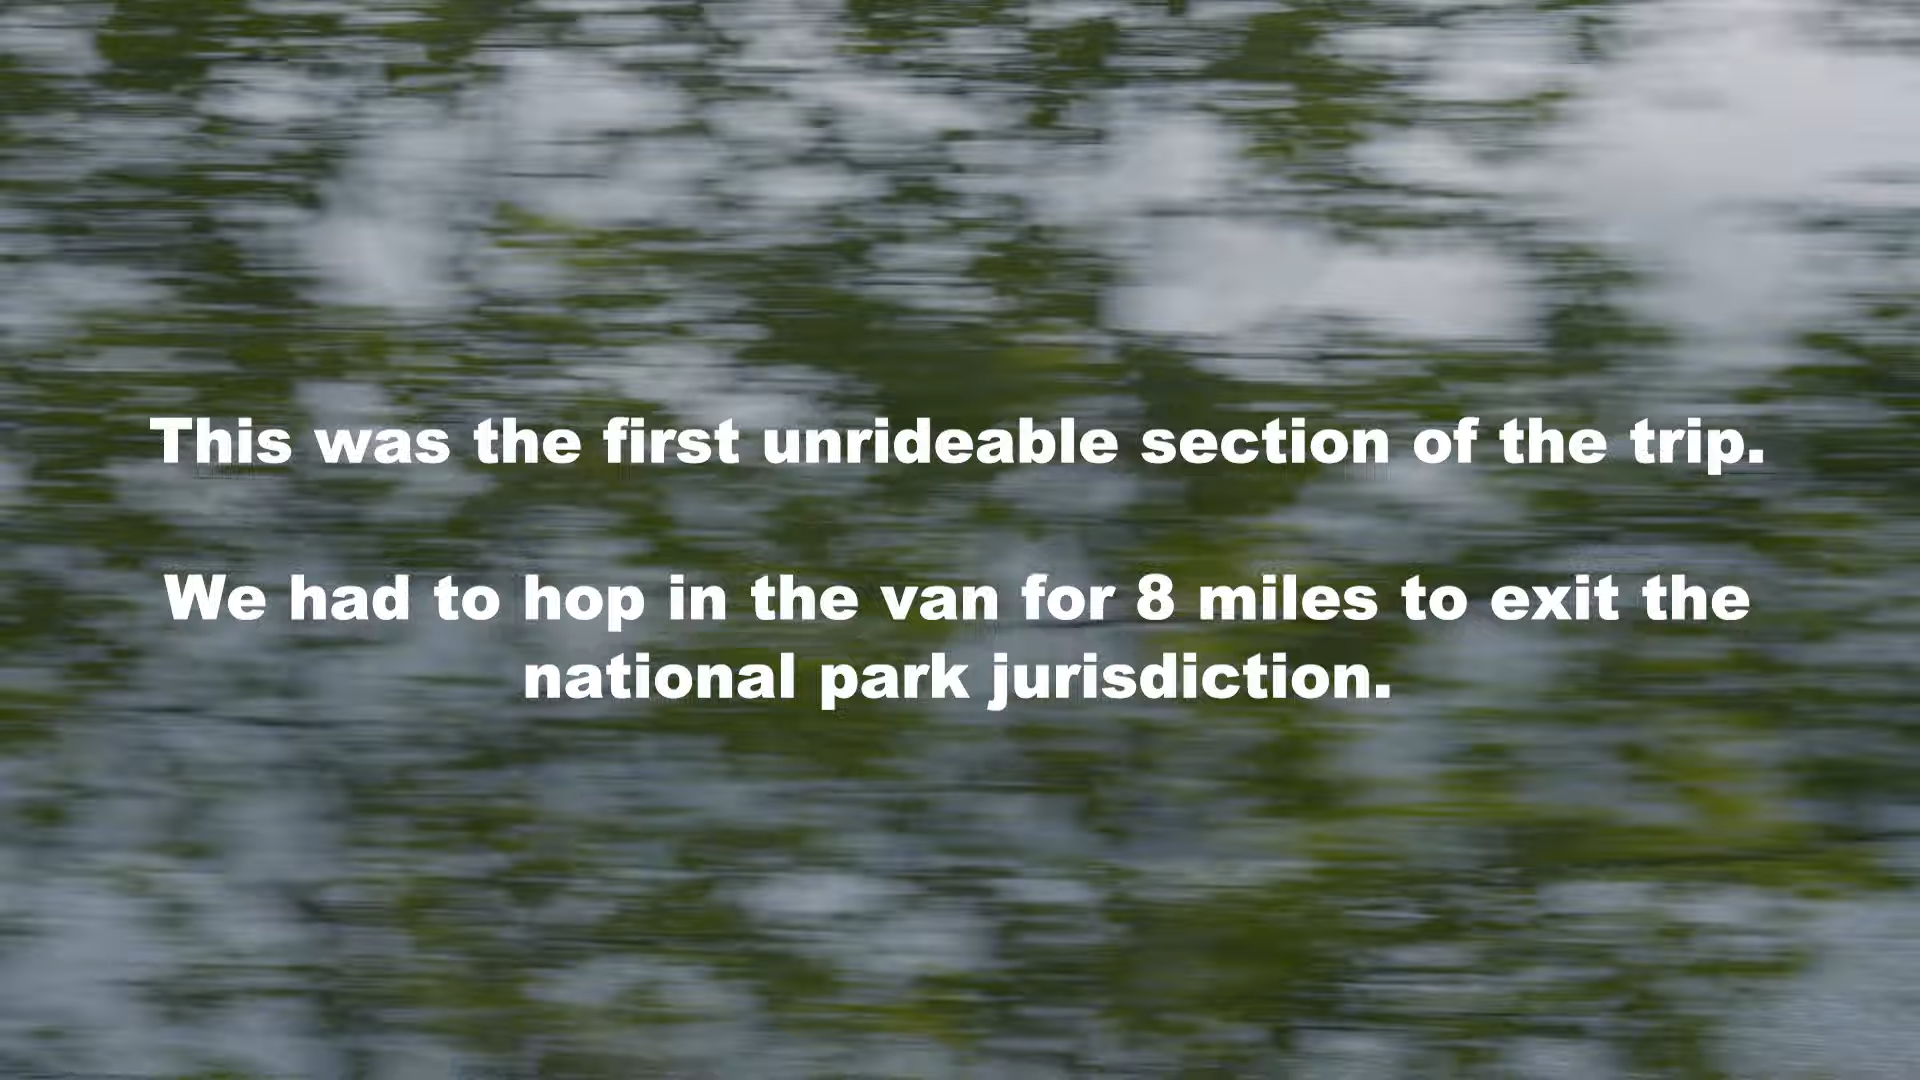 This was the first unrideable section of the trip.
We had to hop in the van for 8 miles to exit the
national park jurisdiction.